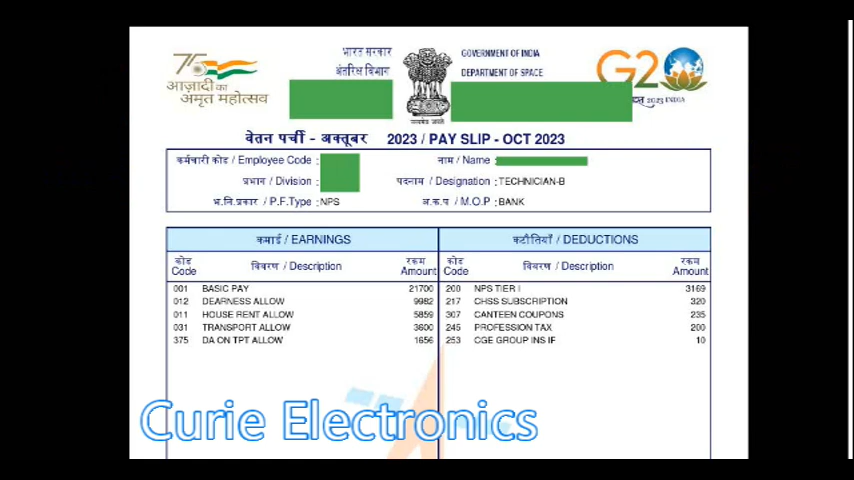 75
आज़ादी का
अमृत महोत्सव
भारत सरकार
अंतरिक्ष विभाग
सत्यमेव जयते
GOVERNMENT OF INDIA
DEPARTMENT OF SPACE
G20
2023 INDIA
वेतन पर्ची - अक्तूबर 2023 / PAY SLIP - OCT 2023
कर्मचारी कोड / Employee Code :
नाम / Name :
प्रभाग / Division :
पदनाम / Designation : TECHNICIAN-B
भ.नि.प्रकार / P.F.Type : NPS
अ.क.प / M.O.P : BANK
कमाई / EARNINGS
कटौतियाँ / DEDUCTIONS
कोड Code विवरण / Description रकम Amount कोड Code विवरण / Description रकम Amount
001 BASIC PAY 21700 200 NPS TIER I 3169
012 DEARNESS ALLOW 9982 217 CHSS SUBSCRIPTION 320
011 HOUSE RENT ALLOW 5859 307 CANTEEN COUPONS 235
031 TRANSPORT ALLOW 3600 245 PROFESSION TAX 200
375 DA ON TPT ALLOW 1656 253 CGE GROUP INS IF 10
Curie Electronics